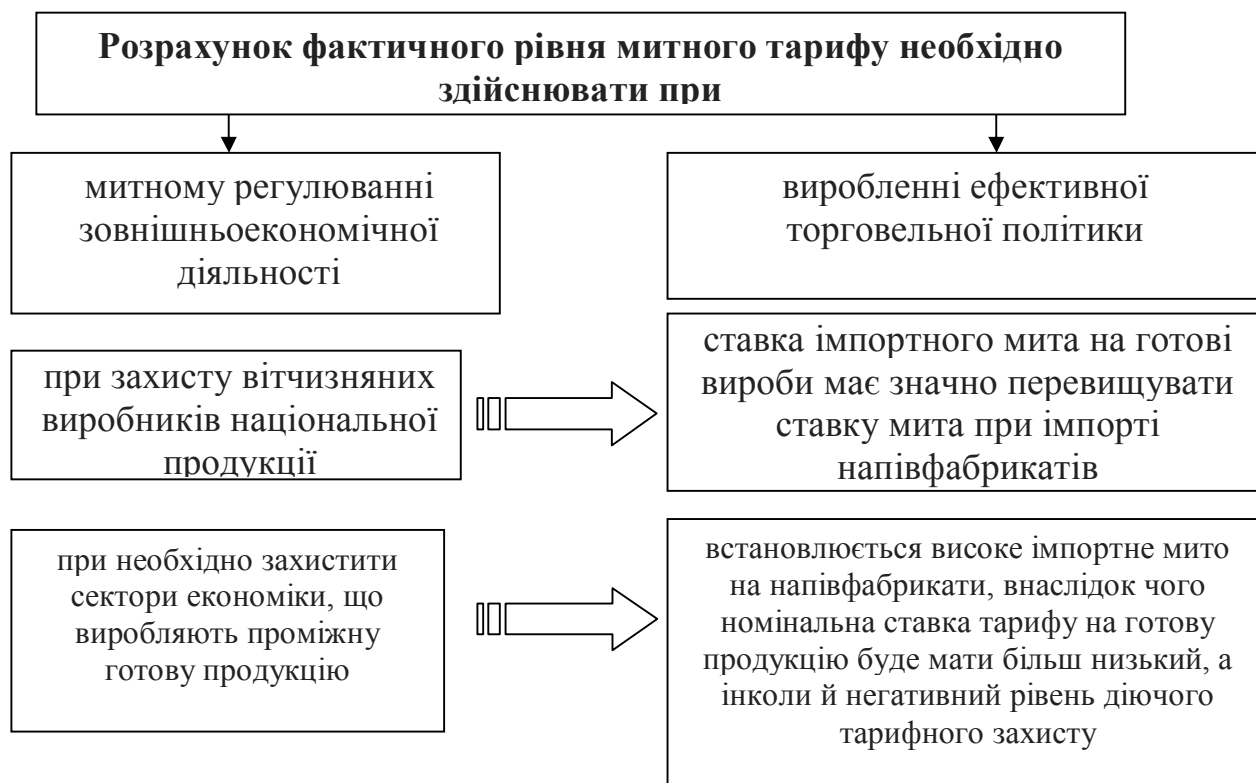 Розрахунок фактичного рівня митного тарифу необхідно
здійснювати при
митному регулюванні
зовнішньоекономічної
діяльності
виробленні ефективної
торговельної політики
при захисту вітчизняних
виробників національної
продукції
ставка імпортного мита на готові
вироби має значно перевищувати
ставку мита при імпорті
напівфабрикатів
при необхідно захистити
сектори економіки, що
виробляють проміжну
готову продукцію
встановлюється високе імпортне мито
на напівфабрикати, внаслідок чого
номінальна ставка тарифу на готову
продукцію буде мати більш низький, а
інколи й негативний рівень діючого
тарифного захисту